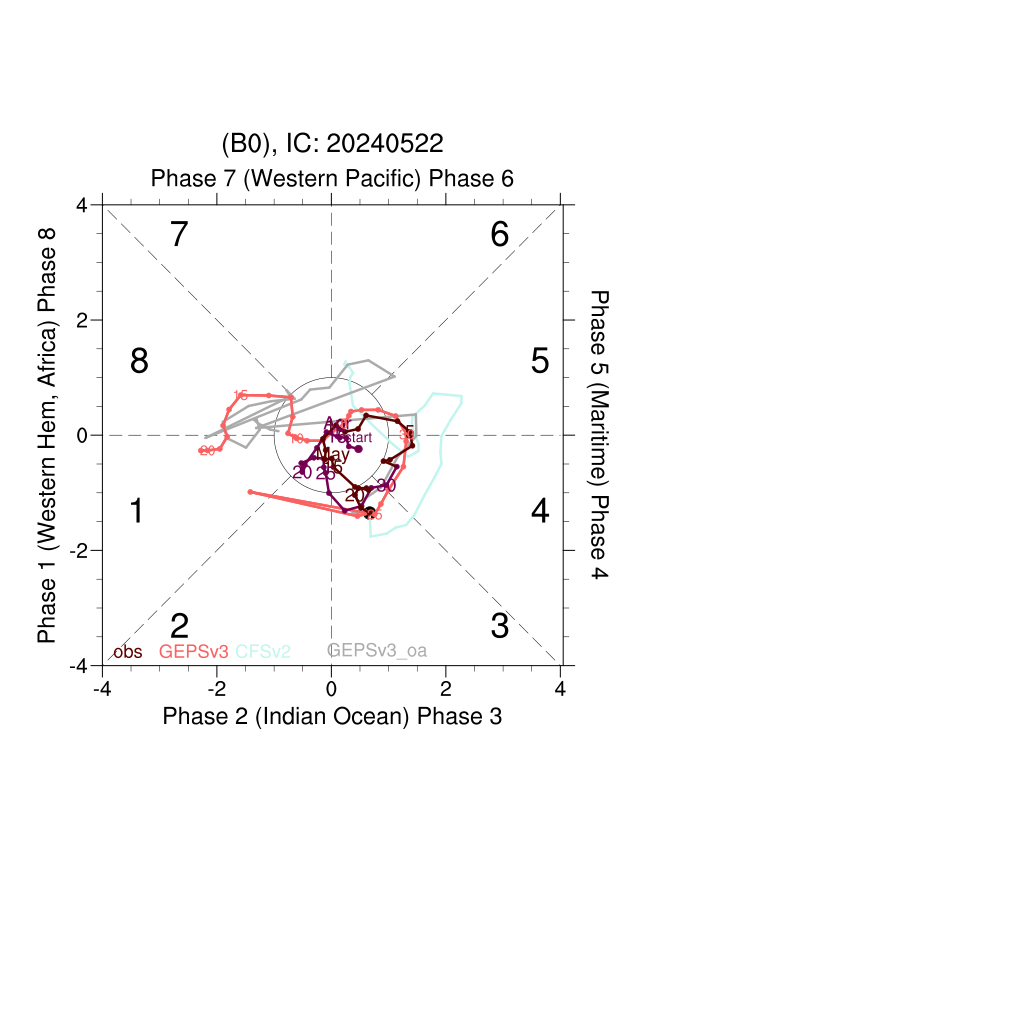 (B0), IC: 20240522
Phase 7 (Western Pacific) Phase 6
4
7
6
Phase 1 (Western Hem, Africa) Phase 8
Phase 5 (Maritime) Phase 4
2
8
5
15
0
5
10
start
20
May
20
25
30
20
1
4
-2
25
2
3
obs
GEPSv3
CFSv2
GEPSv3_oa
-4
-4
-2
0
2
4
Phase 2 (Indian Ocean) Phase 3